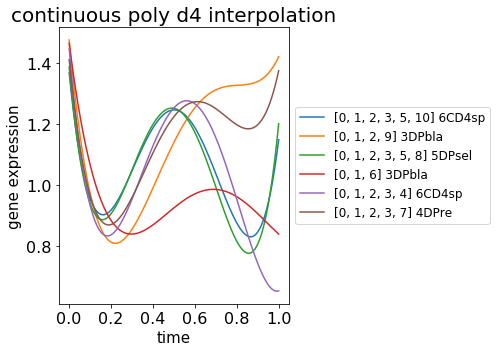 continuous poly d4 interpolation
gene expression
1.4
1.2
1.0
0.8
0.0 0.2 0.4 0.6 0.8 1.0
time
[0, 1, 2, 3, 5, 10] 6CD4sp
[0, 1, 2, 9] 3DPbla
[0, 1, 2, 3, 5, 8] 5DPsel
[0, 1, 6] 3DPbla
[0, 1, 2, 3, 4] 6CD4sp
[0, 1, 2, 3, 7] 4DPre